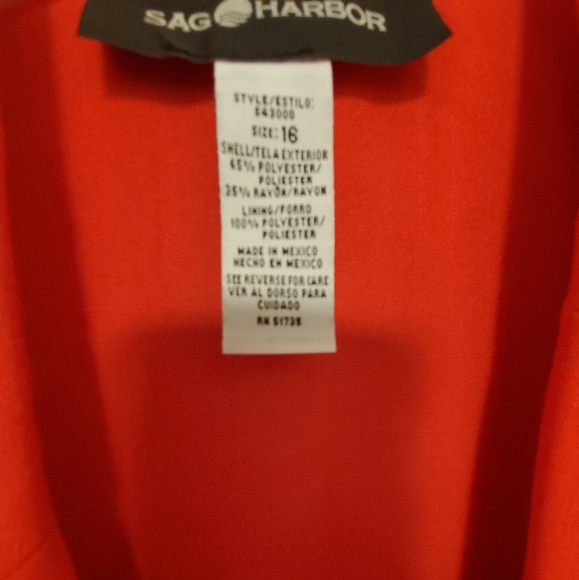 SAG HARBOR
STYLE/ESTILO:
543000
SIZE: 16
SHELL/TELA EXTERIOR
65% POLYESTER/
POLIESTER
35% RAYON/RAYON
LINING/FORRO
100% POLYESTER/
POLIESTER
MADE IN MEXICO
HECHO EN MEXICO
SEE REVERSE FOR CARE
VER AL DORSO PARA
CUIDADO
RN 51735